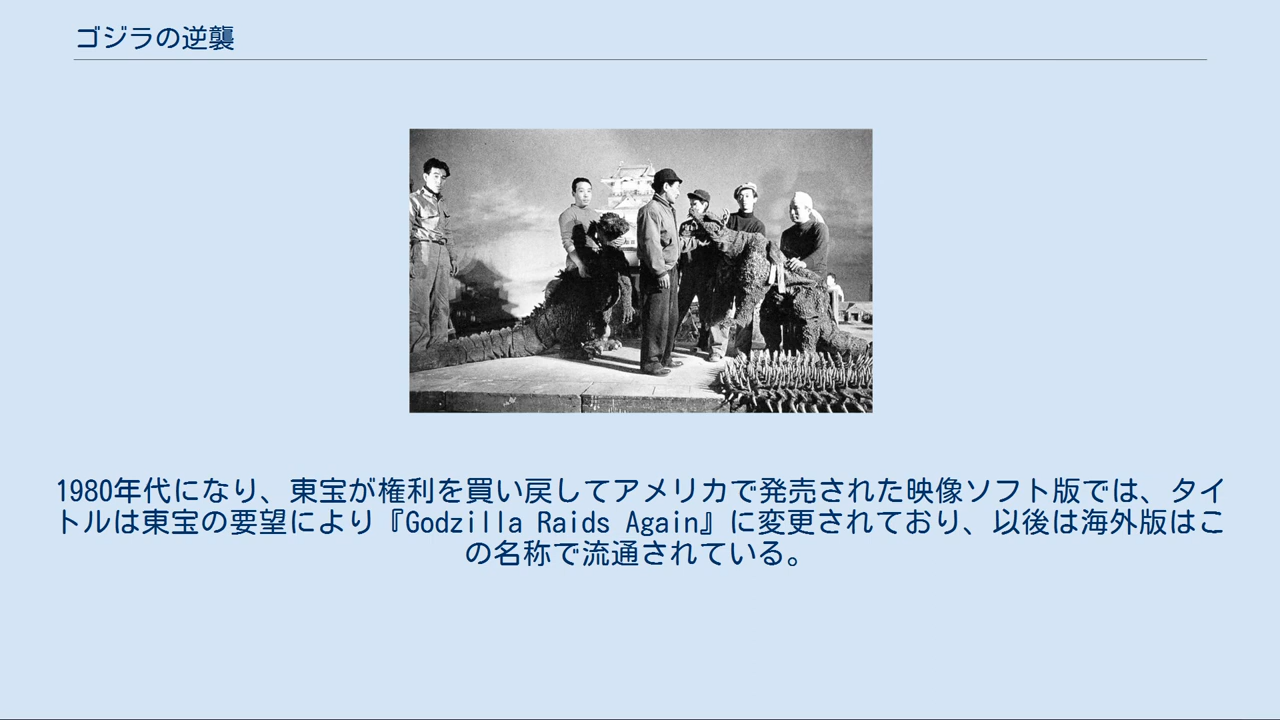 ゴジラの逆襲
1980年代になり、東宝が権利を買い戻してアメリカで発売された映像ソフト版では、タイ
トルは東宝の要望により『Godzilla Raids Again』に変更されており、以後は海外版はこ
の名称で流通されている。